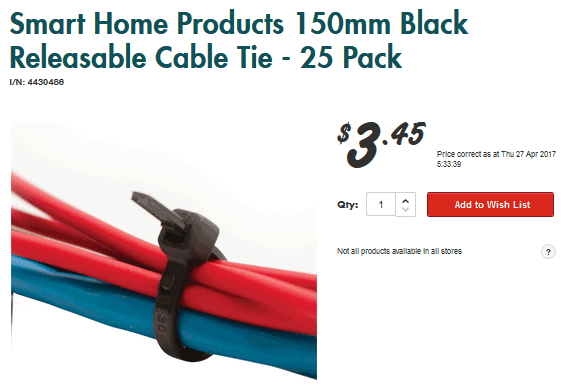 Smart Home Products 150mm Black
Releasable Cable Tie - 25 Pack
I/N: 4430486
$3.45
Price correct as at Thu 27 Apr 2017
5:33:39
Qty: 1 Add to Wish List
Not all products available in all stores ?